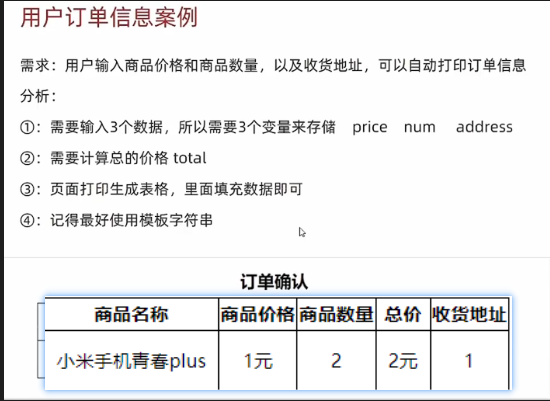 用户订单信息案例
需求：用户输入商品价格和商品数量，以及收货地址，可以自动打印订单信息
分析：
①：需要输入3个数据，所以需要3个变量来存储 price num address
②：需要计算总的价格 total
③：页面打印生成表格，里面填充数据即可
④：记得最好使用模板字符串
订单确认
商品名称 商品价格 商品数量 总价 收货地址
小米手机青春plus 1元 2 2元 1